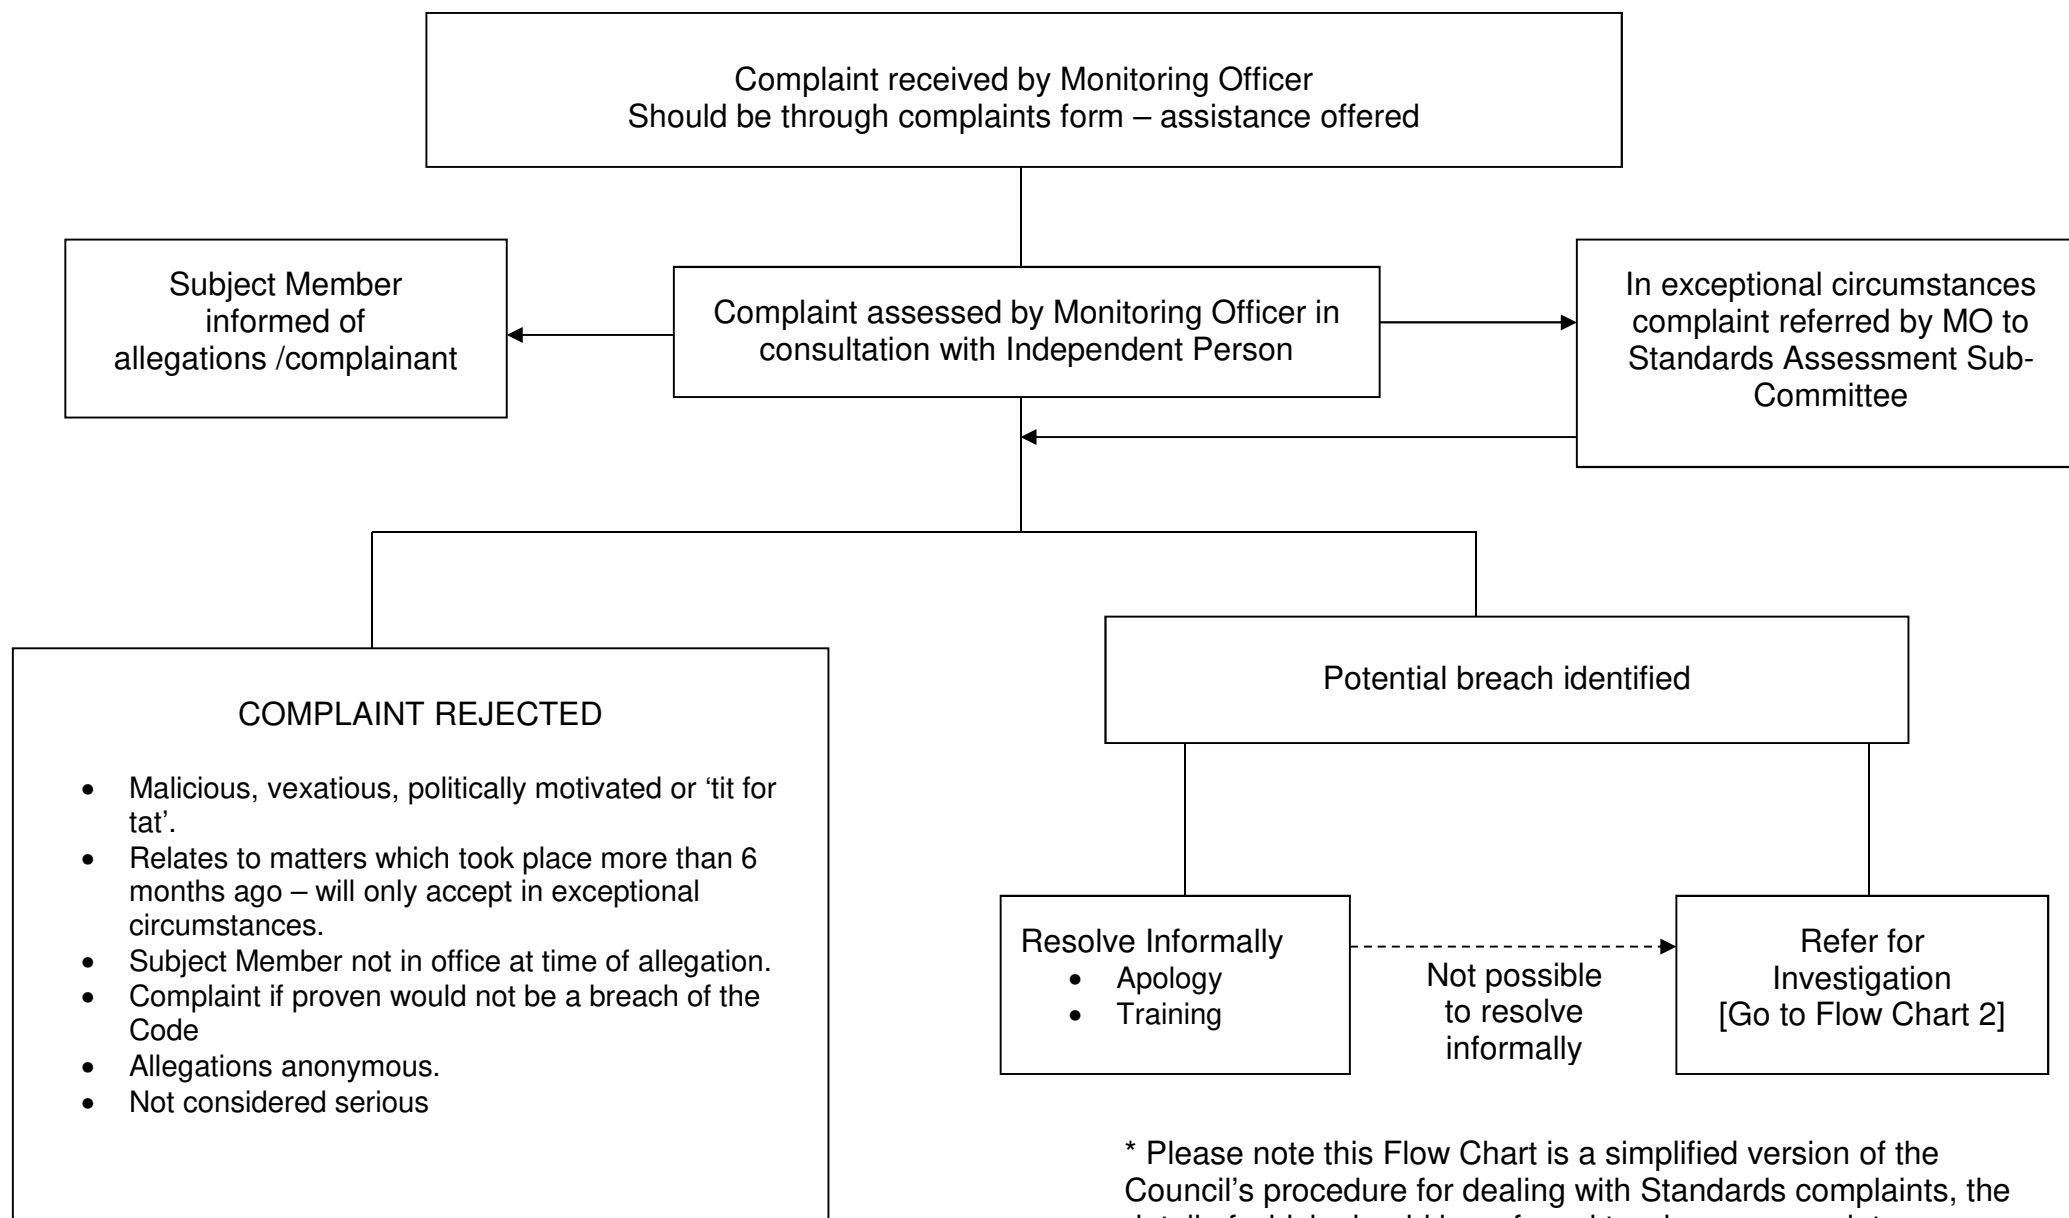 Complaint received by Monitoring Officer
Should be through complaints form – assistance offered
Subject Member
informed of
allegations /complainant
Complaint assessed by Monitoring Officer in
consultation with Independent Person
In exceptional circumstances
complaint referred by MO to
Standards Assessment Sub-
Committee
COMPLAINT REJECTED
• Malicious, vexatious, politically motivated or ‘tit for
tat’.
• Relates to matters which took place more than 6
months ago – will only accept in exceptional
circumstances.
• Subject Member not in office at time of allegation.
• Complaint if proven would not be a breach of the
Code
• Allegations anonymous.
• Not considered serious
Potential breach identified
Resolve Informally
• Apology
• Training
Not possible
to resolve
informally
Refer for
Investigation
[Go to Flow Chart 2]
* Please note this Flow Chart is a simplified version of the
Council’s procedure for dealing with Standards complaints, the